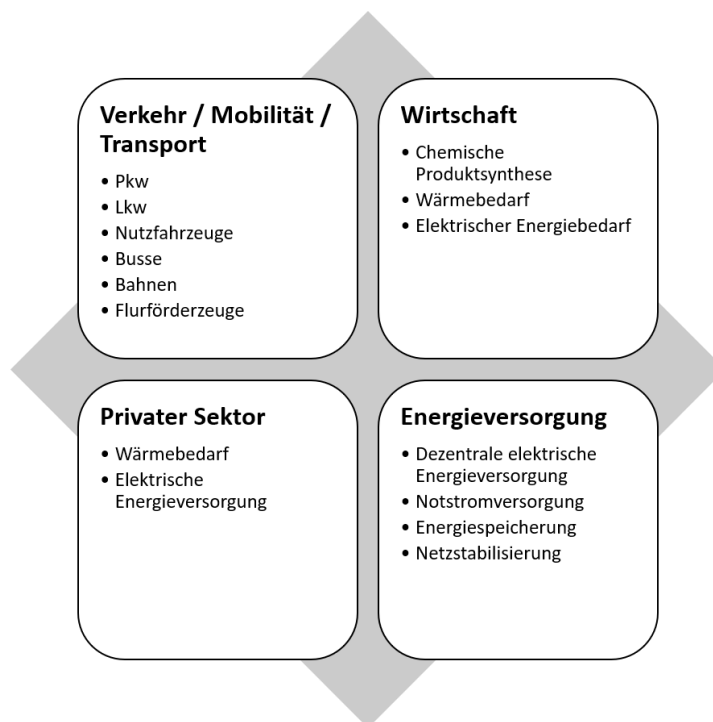 Verkehr / Mobilität /
Transport
• Pkw
• Lkw
• Nutzfahrzeuge
• Busse
• Bahnen
• Flurförderzeuge
Wirtschaft
• Chemische
Produktsynthese
• Wärmebedarf
• Elektrischer Energiebedarf
Privater Sektor
• Wärmebedarf
• Elektrische
Energieversorgung
Energieversorgung
• Dezentrale elektrische
Energieversorgung
• Notstromversorgung
• Energiespeicherung
• Netzstabilisierung